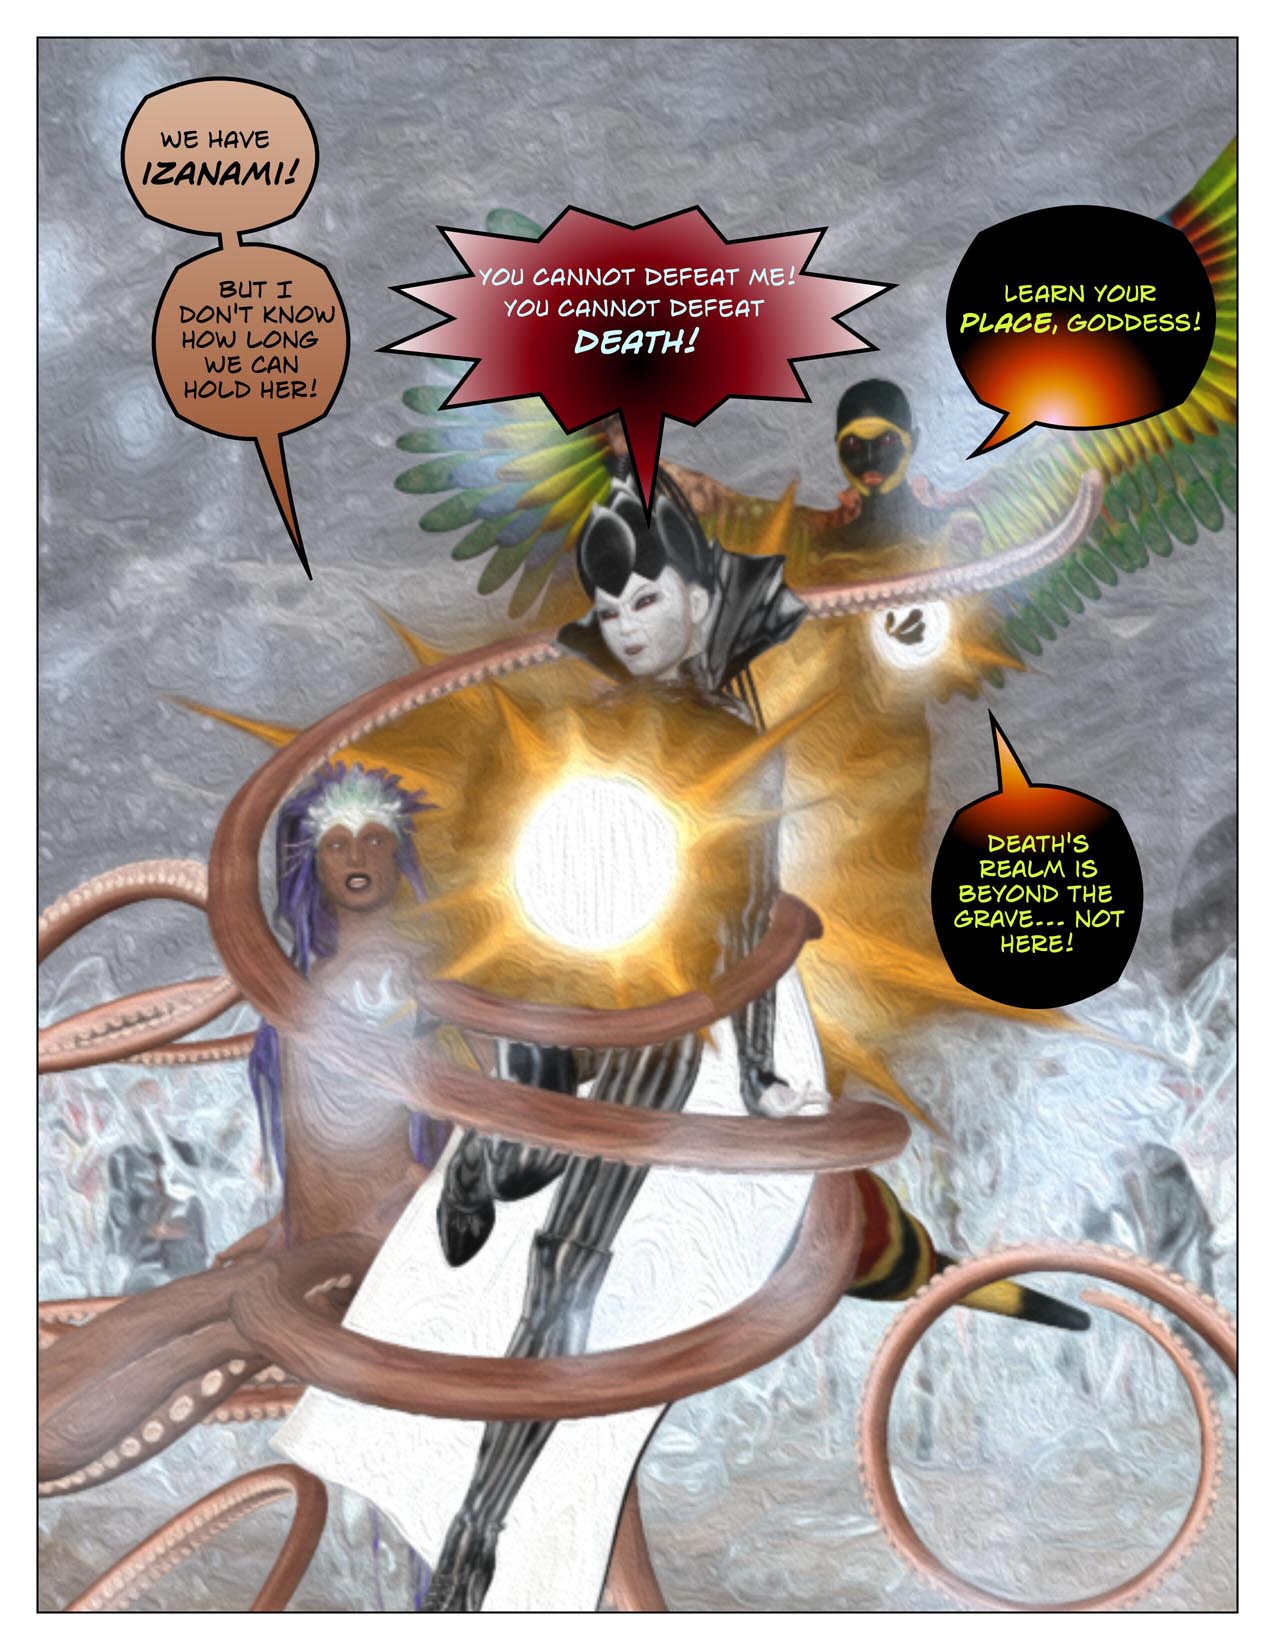 WE HAVE
IZANAMI!
BUT I
DON'T KNOW
HOW LONG
WE CAN
HOLD HER!
YOU CANNOT DEFEAT ME!
YOU CANNOT DEFEAT
DEATH!
LEARN YOUR
PLACE, GODDESS!
DEATH'S
REALM IS
BEYOND THE
GRAVE... NOT
HERE!